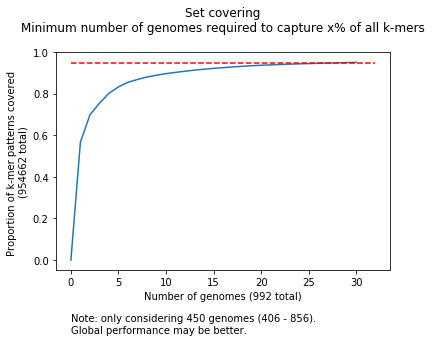 Set covering
Minimum number of genomes required to capture x% of all k-mers
1.0
0.8
0.6
0.4
0.2
0.0
Proportion of k-mer patterns covered
(954662 total)
0
5
10
15
20
25
30
Number of genomes (992 total)
Note: only considering 450 genomes (406 - 856).
Global performance may be better.